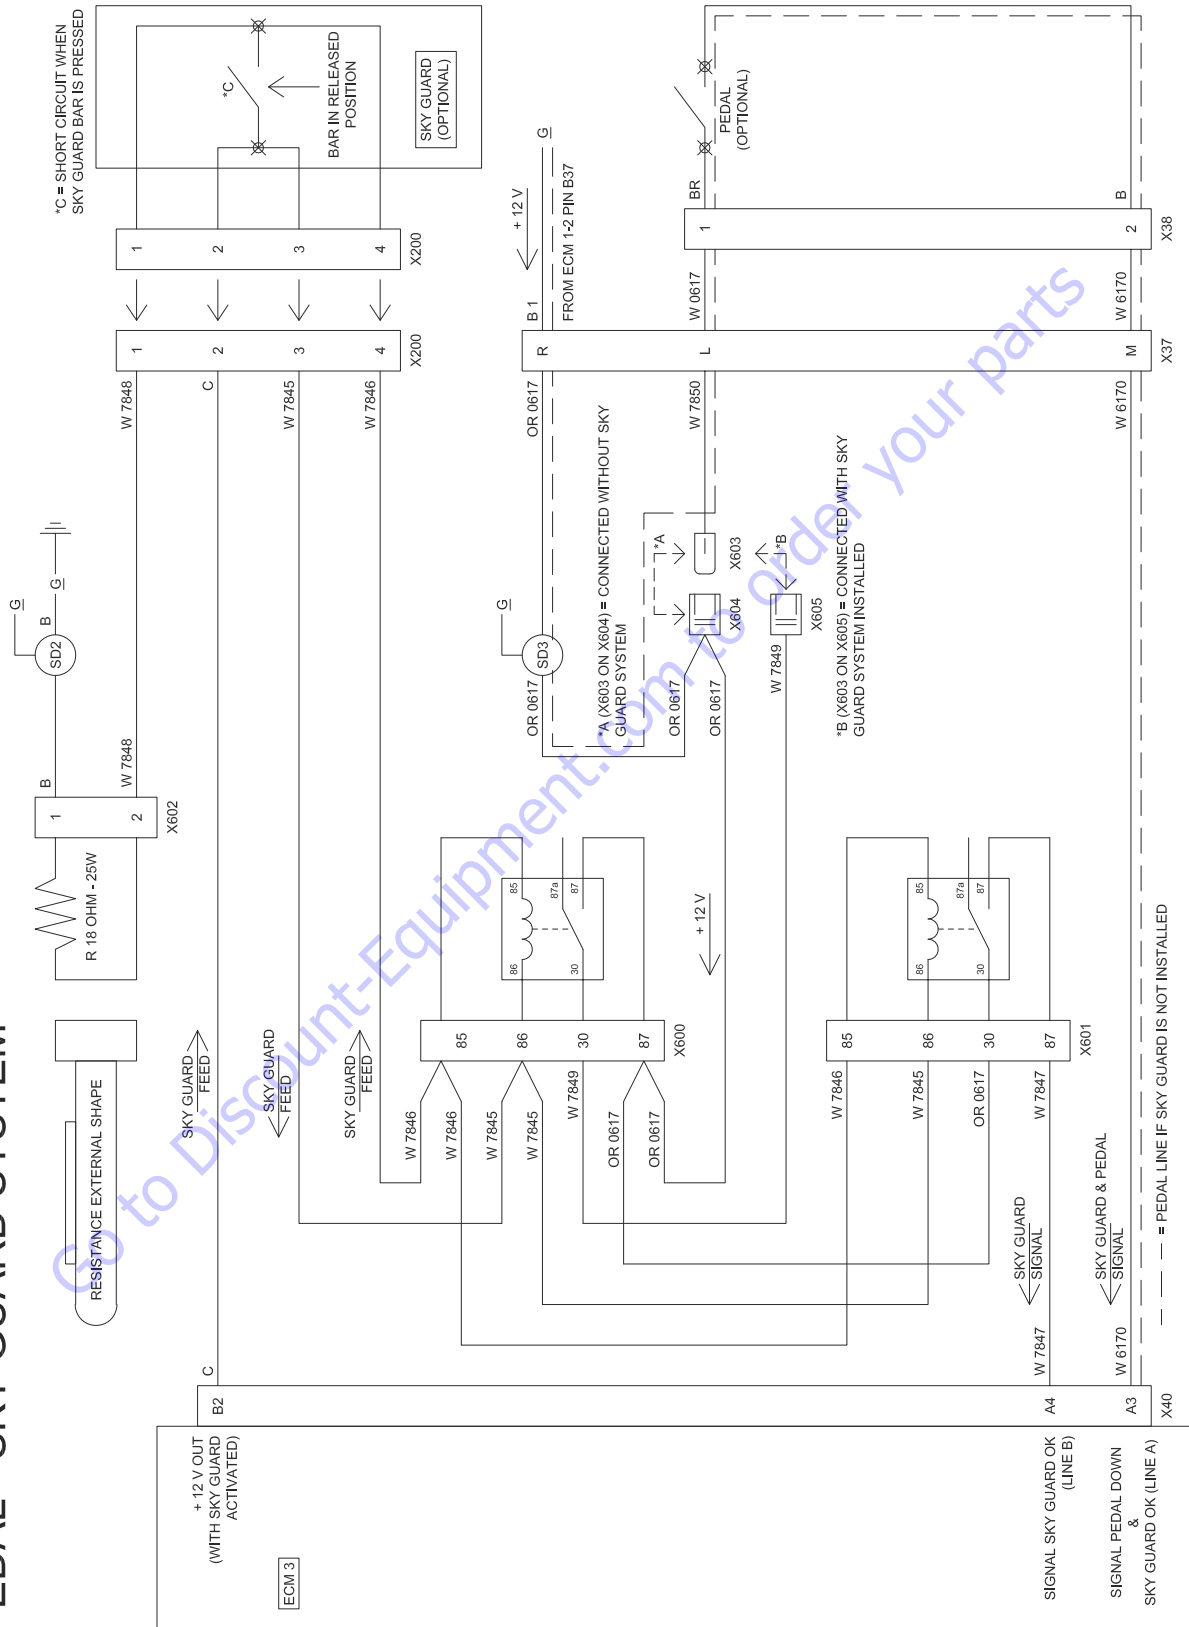 *C = SHORT CIRCUIT WHEN
SKY GUARD BAR IS PRESSED
*C
BAR IN RELEASED
POSITION
SKY GUARD
(OPTIONAL)
1
2
3
4
X200
1
2
3
4
X200
W 7848
C
W 7845
W 7846
G
B
G
SD2
B
W 7848
1
2
X602
R 18 OHM - 25W
RESISTANCE EXTERNAL SHAPE
SKY GUARD
FEED
SKY GUARD
FEED
SKY GUARD
FEED
G
+ 12 V
B 1
FROM ECM 1-2 PIN B37
PEDAL
(OPTIONAL)
BR
B
1
2
X38
W 0617
W 6170
R
L
M
X37
OR 0617
W 7850
W 6170
*A (X603 ON X604) = CONNECTED WITHOUT SKY
GUARD SYSTEM
*A
X603
*B
X604
X605
*B (X603 ON X605) = CONNECTED WITH SKY
GUARD SYSTEM INSTALLED
G
SD3
OR 0617
OR 0617
OR 0617
W 7849
+ 12 V
85
87a
87
86
30
85
86
30
87
X600
W 7846
W 7846
W 7845
W 7845
W 7849
OR 0617
OR 0617
85
87a
87
86
30
85
86
30
87
X601
W 7846
W 7845
OR 0617
W 7847
SKY GUARD
SIGNAL
SKY GUARD & PEDAL
SIGNAL
= PEDAL LINE IF SKY GUARD IS NOT INSTALLED
C
W 7847
W 6170
B2
A4
A3
X40
+ 12 V OUT
(WITH SKY GUARD
ACTIVATED)
ECM 3
SIGNAL SKY GUARD OK
(LINE B)
SIGNAL PEDAL DOWN
&
SKY GUARD OK (LINE A)
Go to Discount-Equipment.com to order your parts